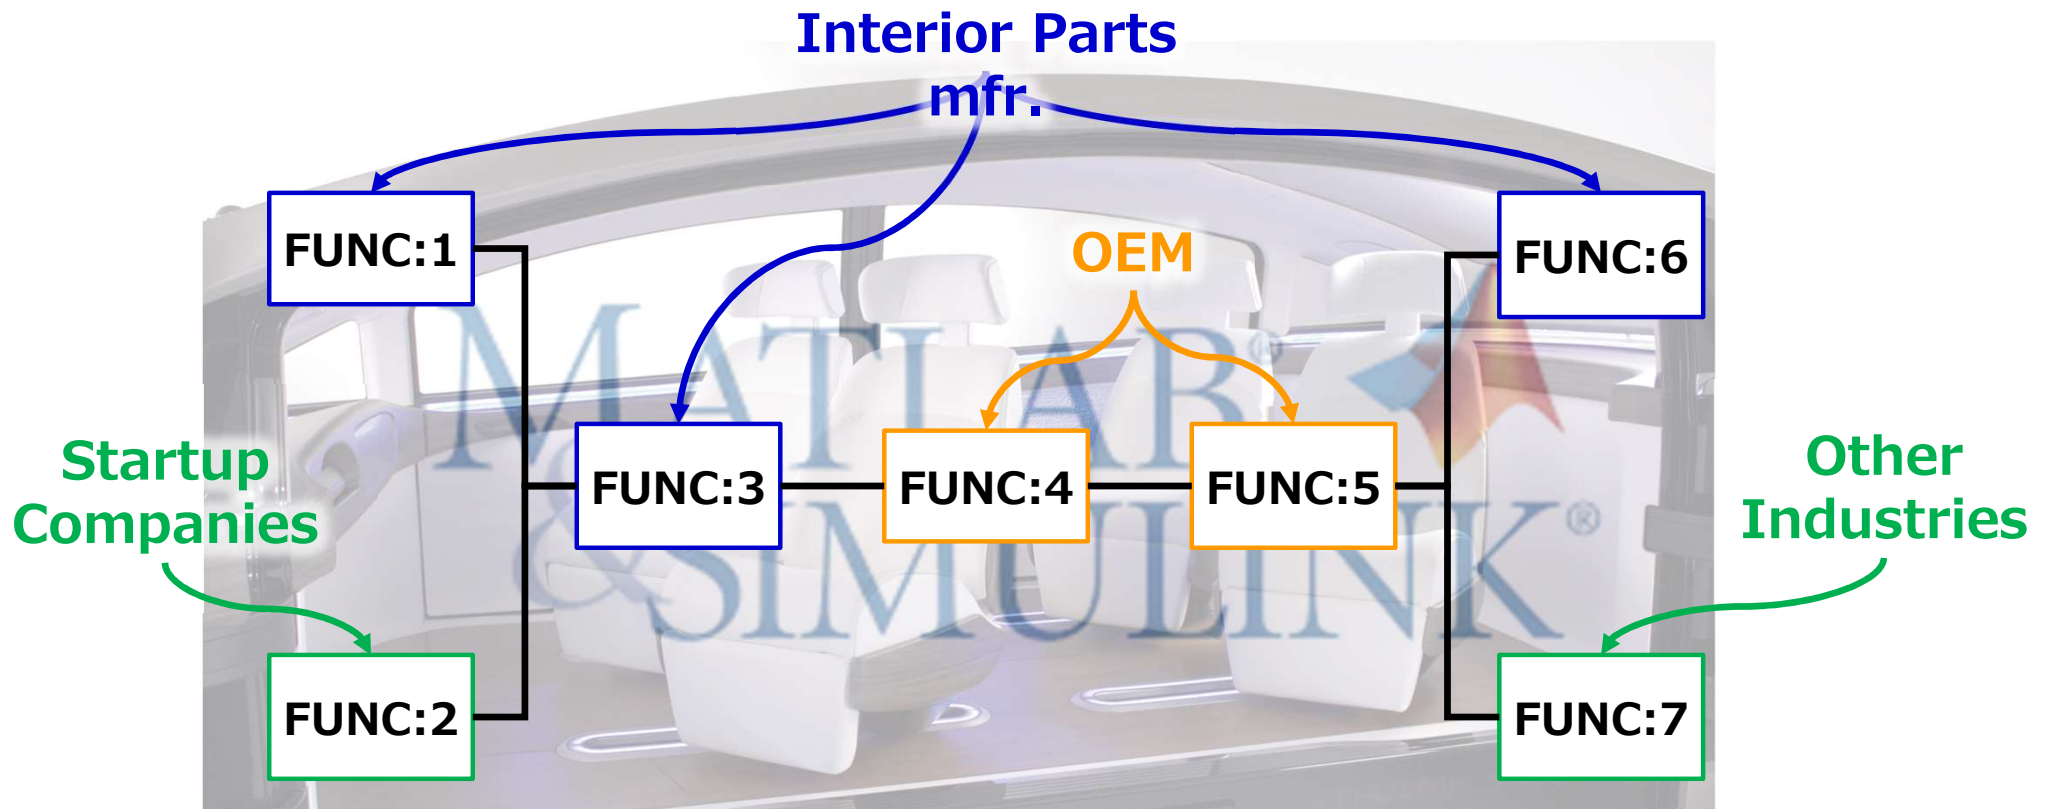 Interior Parts
mfr.
FUNC:1
OEM
FUNC:6
MATLAB®
&SIMULINK®
Startup
Companies
FUNC:3
FUNC:4
FUNC:5
Other
Industries
FUNC:2
FUNC:7